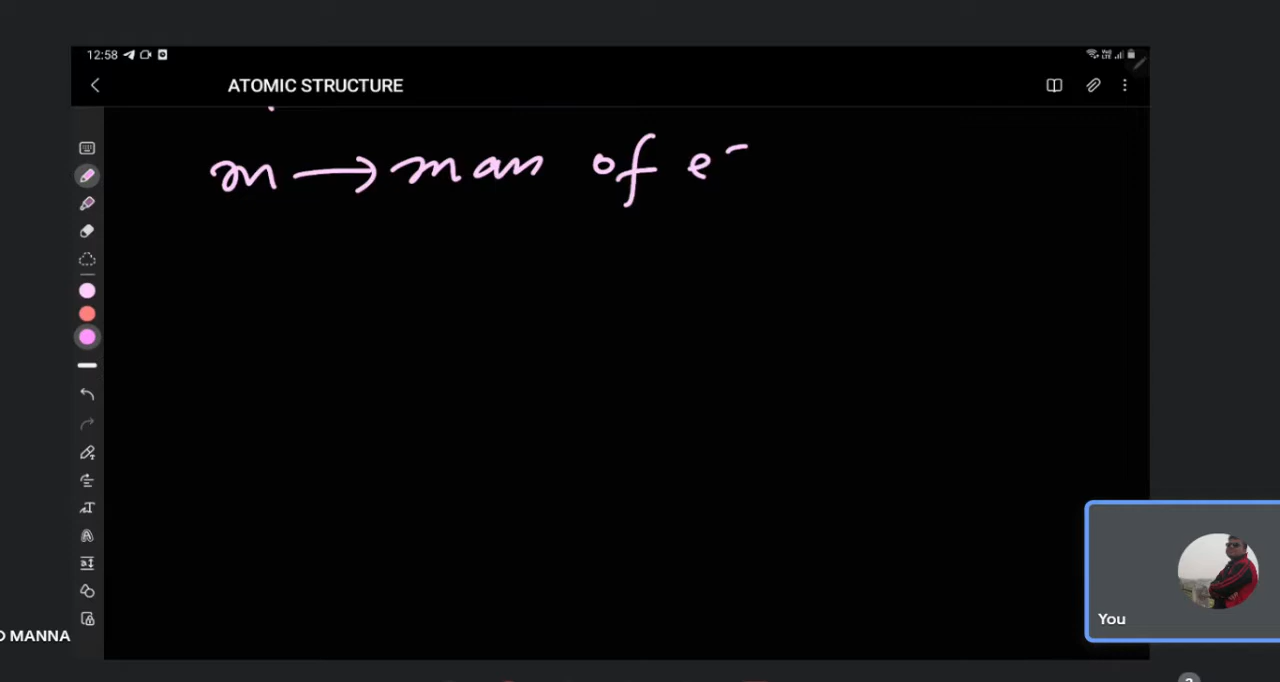 12:58
ATOMIC STRUCTURE
m → mass of e⁻
You
MANNA